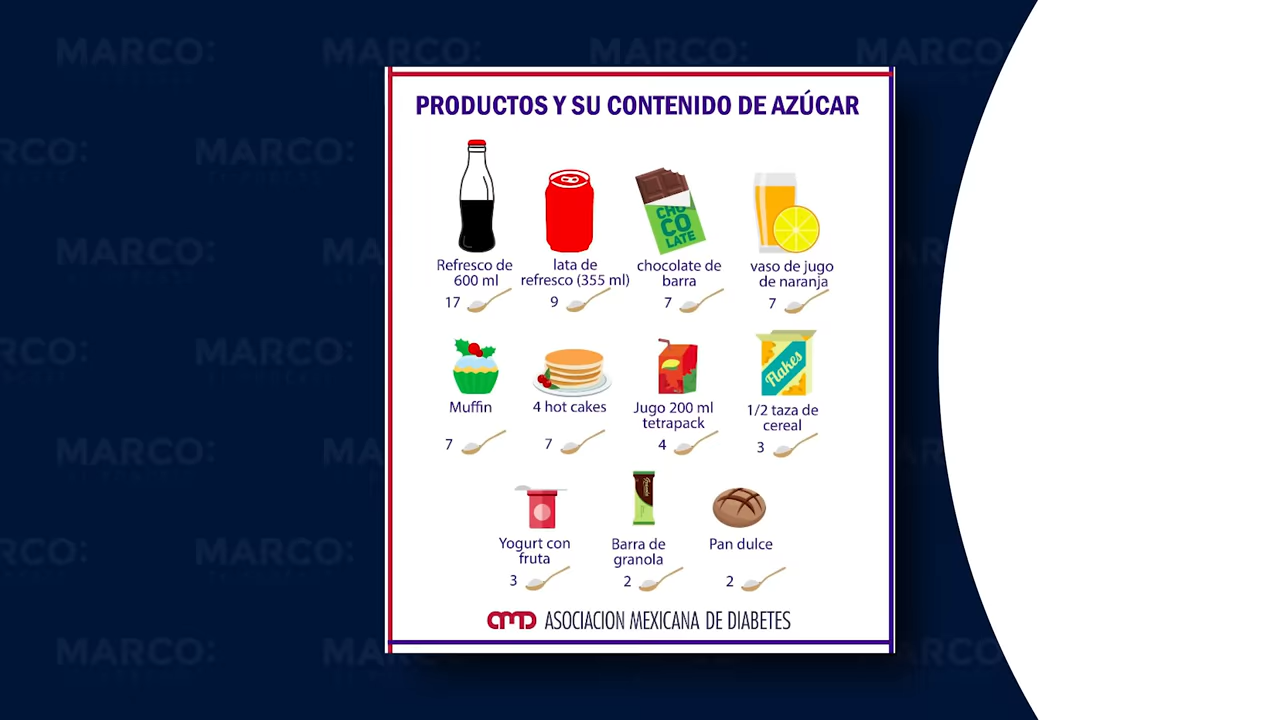 MARCO: MARCO: MARCO: MARCO:
PRODUCTOS Y SU CONTENIDO DE AZÚCAR
CHO
CO
LATE
Refresco de
600 ml
17
lata de
refresco (355 ml)
9
chocolate de
barra
7
vaso de jugo
de naranja
7
Flakes
Muffin
7
4 hot cakes
7
Jugo 200 ml
tetrapack
4
1/2 taza de
cereal
3
Yogurt con
fruta
3
Barra de
granola
2
Pan dulce
2
amd ASOCIACION MEXICANA DE DIABETES